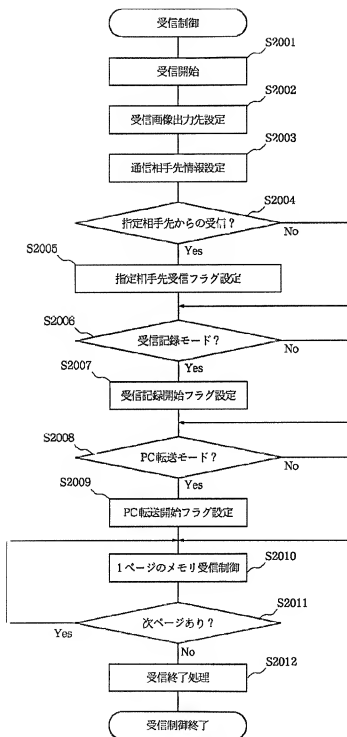 受信制御
S2001
受信開始
S2002
受信画像出力先設定
S2003
通信相手先情報設定
S2004
指定相手先からの受信？
No
Yes
S2005
指定相手先受信フラグ設定
S2006
受信記録モード？
No
Yes
S2007
受信記録開始フラグ設定
S2008
PC転送モード？
No
Yes
S2009
PC転送開始フラグ設定
S2010
1ページのメモリ受信制御
S2011
次ページあり？
Yes
No
S2012
受信終了処理
受信制御終了